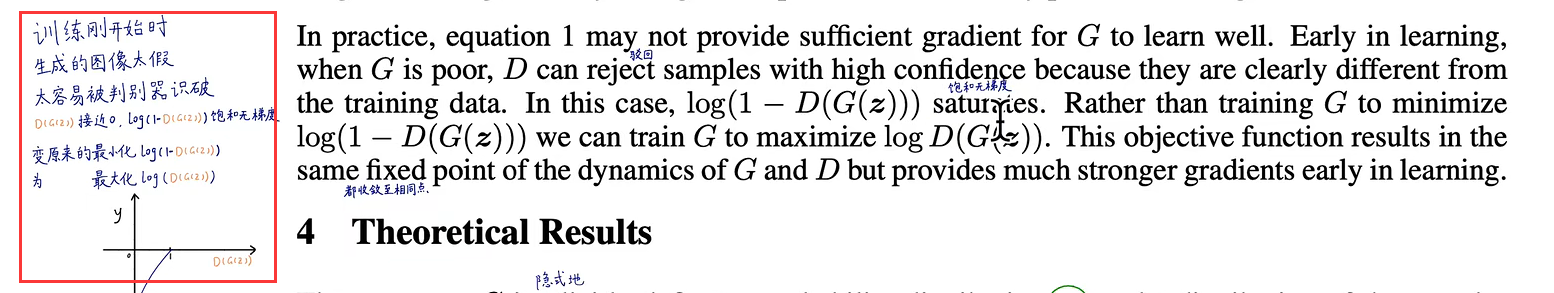 训练刚开始时
生成的图像太假
太容易被判别器识破
D(G(z))接近0, log(1-D(G(z)))饱和无梯度
变原来的最小化 log(1-D(G(z)))
为 最大化 log(D(G(z)))
y
0 1
D(G(z))
In practice, equation 1 may not provide sufficient gradient for G to learn well. Early in learning,
驳回
when G is poor, D can reject samples with high confidence because they are clearly different from
饱和无梯度
the training data. In this case, log(1 − D(G(z))) saturates. Rather than training G to minimize
log(1 − D(G(z))) we can train G to maximize log D(G(z)). This objective function results in the
same fixed point of the dynamics of G and D but provides much stronger gradients early in learning.
都收敛至相同点.
4 Theoretical Results
隐式地